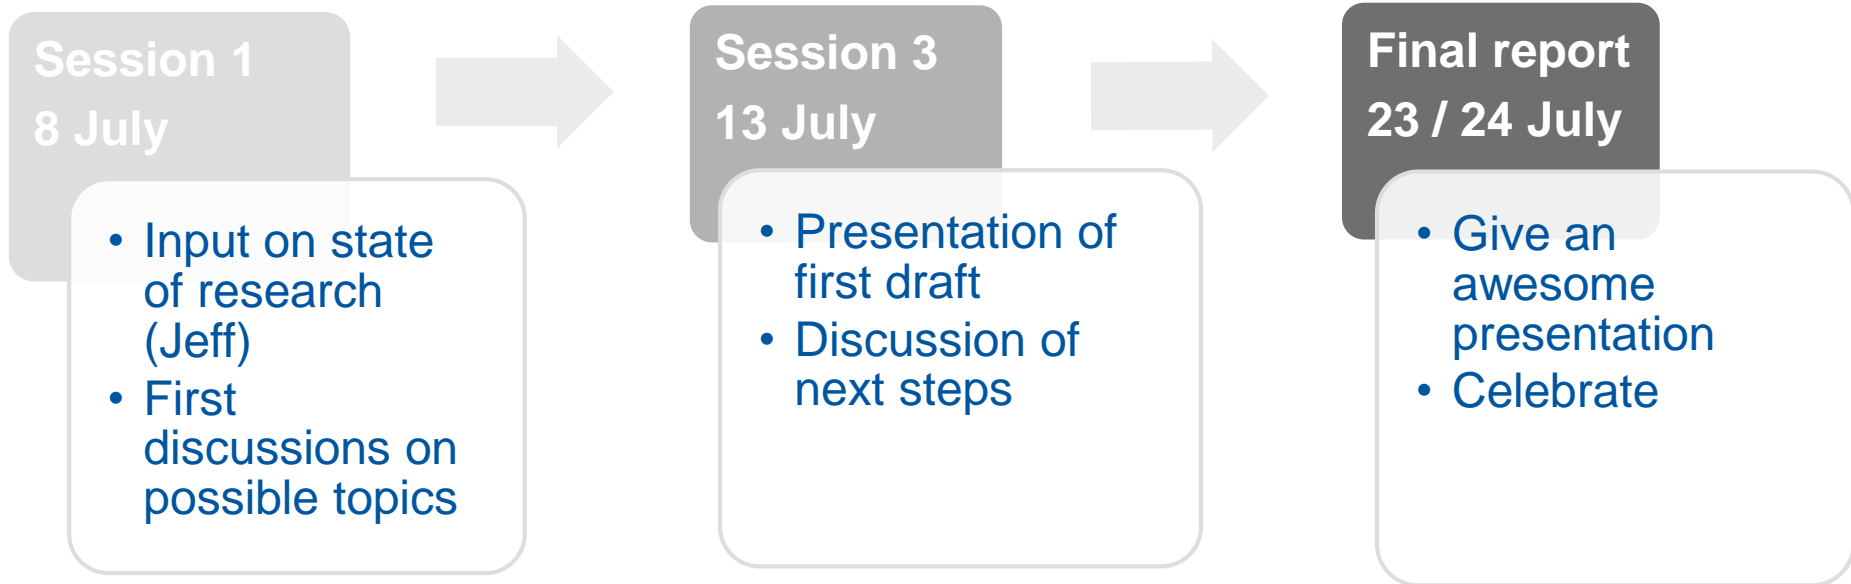 Session 1
8 July
• Input on state
of research
(Jeff)
• First
discussions on
possible topics
Session 3
13 July
• Presentation of
first draft
• Discussion of
next steps
Final report
23 / 24 July
• Give an
awesome
presentation
• Celebrate